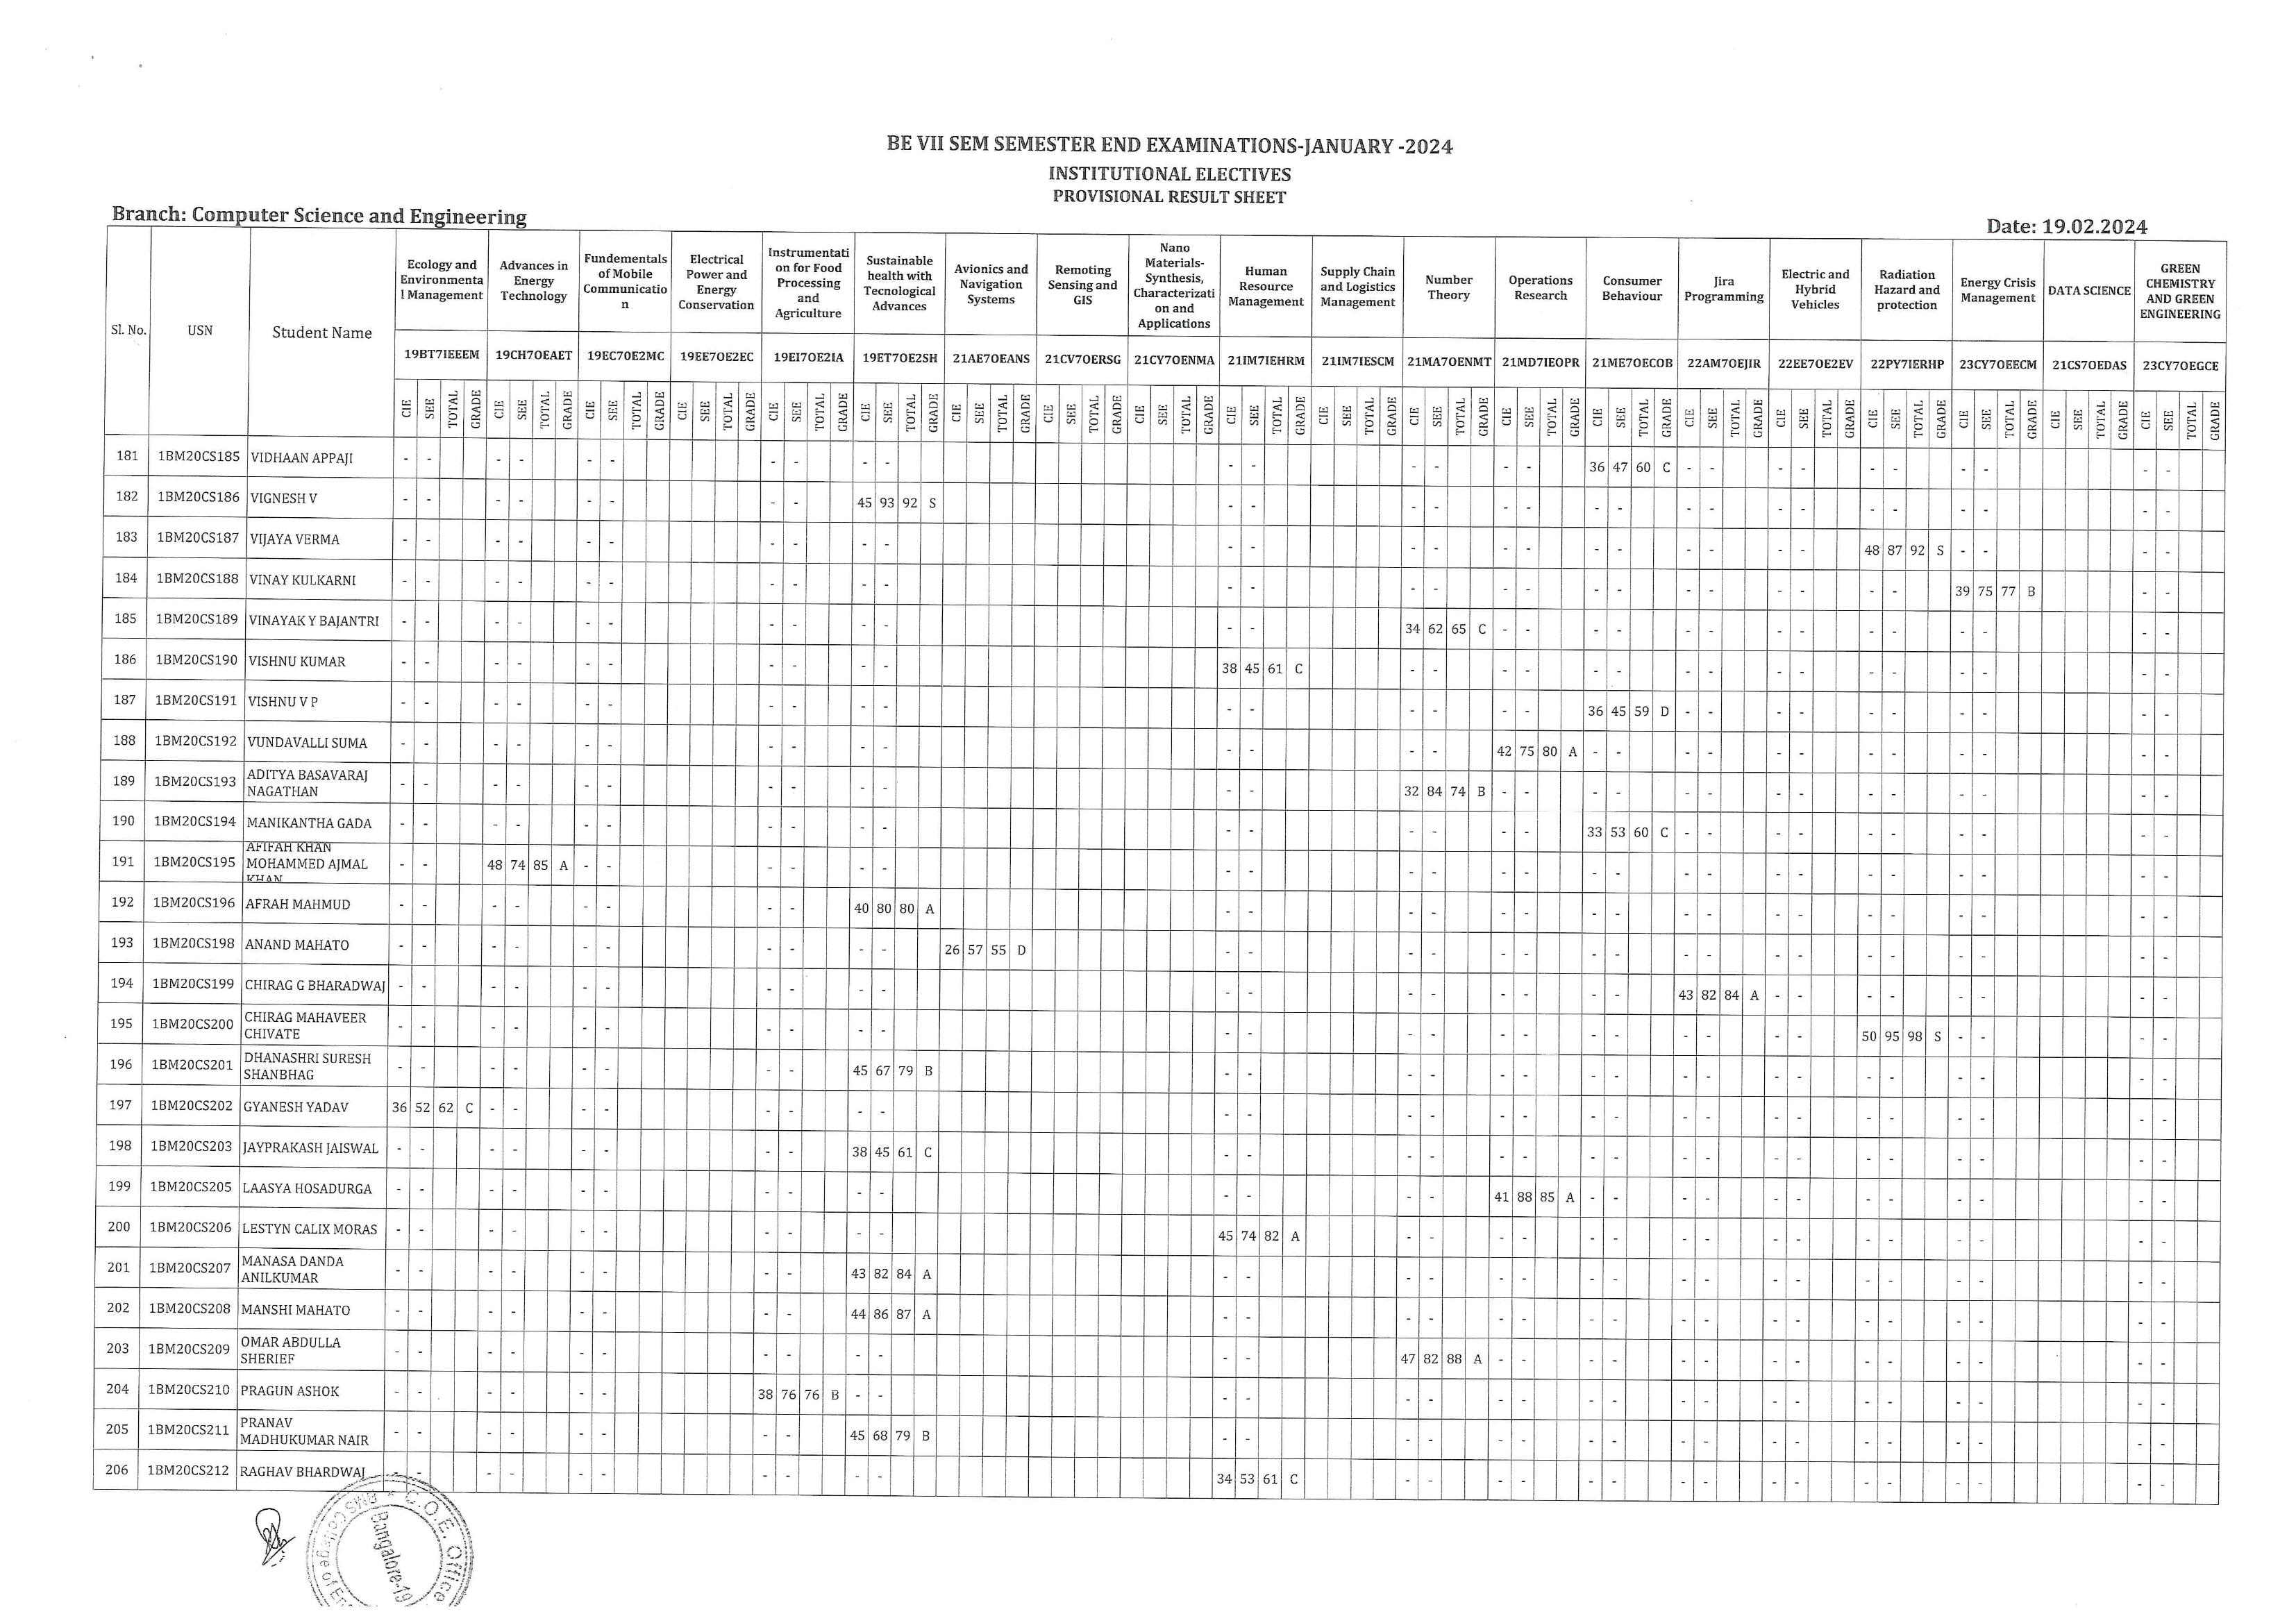 BE VII SEM SEMESTER END EXAMINATIONS-JANUARY -2024
INSTITUTIONAL ELECTIVES
PROVISIONAL RESULT SHEET
Branch: Computer Science and Engineering
Date: 19.02.2024
Sl. No.
USN
Student Name
Ecology and Environmental Management
Advances in Energy Technology
Fundementals of Mobile Communication
Electrical Power and Energy Conservation
Instrumentation for Food Processing and Agriculture
Sustainable health with Tecnological Advances
Avionics and Navigation Systems
Remoting Sensing and GIS
Nano Materials- Synthesis, Characterization and Applications
Human Resource Management
Supply Chain and Logistics Management
Number Theory
Operations Research
Consumer Behaviour
Jira Programming
Electric and Hybrid Vehicles
Radiation Hazard and protection
Energy Crisis Management
DATA SCIENCE
GREEN CHEMISTRY AND GREEN ENGINEERING
19BT7IEEEM 19CH7OEAET 19EC7OE2MC 19EE7OE2EC 19EI7OE2IA 19ET7OE2SH 21AE7OEANS 21CV7OERSG 21CY7OENMA 21IM7IEHRM 21IM7IESCM 21MA7OENMT 21MD7IEOPR 21ME7OECOB 22AM7OEJIR 22EE7OE2EV 22PY7IERHP 23CY7OEECM 21CS7OEDAS 23CY7OEGCE
CIE SEE TOTAL GRADE CIE SEE TOTAL GRADE CIE SEE TOTAL GRADE CIE SEE TOTAL GRADE CIE SEE TOTAL GRADE CIE SEE TOTAL GRADE CIE SEE TOTAL GRADE CIE SEE TOTAL GRADE CIE SEE TOTAL GRADE CIE SEE TOTAL GRADE CIE SEE TOTAL GRADE CIE SEE TOTAL GRADE CIE SEE TOTAL GRADE CIE SEE TOTAL GRADE CIE SEE TOTAL GRADE CIE SEE TOTAL GRADE CIE SEE TOTAL GRADE CIE SEE TOTAL GRADE CIE SEE TOTAL GRADE CIE SEE TOTAL GRADE
181 1BM20CS185 VIDHAAN APPAJI - - - - - - - - - - - - - - - - 36 47 60 C - - - - - - - - - -
182 1BM20CS186 VIGNESH V - - - - - - - - 45 93 92 S - - - - - - - - - - - - - - - - - -
183 1BM20CS187 VIJAYA VERMA - - - - - - - - - - - - - - - - - - - - - - 48 87 92 S - - - -
184 1BM20CS188 VINAY KULKARNI - - - - - - - - - - - - - - - - - - - - - - - - 39 75 77 B - -
185 1BM20CS189 VINAYAK Y BAJANTRI - - - - - - - - - - - - 34 62 65 C - - - - - - - - - - - - - -
186 1BM20CS190 VISHNU KUMAR - - - - - - - - - - 38 45 61 C - - - - - - - - - - - - - - - -
187 1BM20CS191 VISHNU V P - - - - - - - - - - - - - - - - 36 45 59 D - - - - - - - - - -
188 1BM20CS192 VUNDAVALLI SUMA - - - - - - - - - - - - - - 42 75 80 A - - - - - - - - - - - -
189 1BM20CS193 ADITYA BASAVARAJ NAGATHAN - - - - - - - - - - - - 32 84 74 B - - - - - - - - - - - - - -
190 1BM20CS194 MANIKANTHA GADA - - - - - - - - - - - - - - - - 33 53 60 C - - - - - - - - - -
191 1BM20CS195 AFIFAH KHAN MOHAMMED AJMAL KHAN - - 48 74 85 A - - - - - - - - - - - - - - - - - - - - - - - -
192 1BM20CS196 AFRAH MAHMUD - - - - - - - - 40 80 80 A - - - - - - - - - - - - - - - - - -
193 1BM20CS198 ANAND MAHATO - - - - - - - - - - 26 57 55 D - - - - - - - - - - - - - - - - - -
194 1BM20CS199 CHIRAG G BHARADWAJ - - - - - - - - - - - - - - - - - - 43 82 84 A - - - - - - - -
195 1BM20CS200 CHIRAG MAHAVEER CHIVATE - - - - - - - - - - - - - - - - - - - - - - 50 95 98 S - - - -
196 1BM20CS201 DHANASHRI SURESH SHANBHAG - - - - - - - - 45 67 79 B - - - - - - - - - - - - - - - - - -
197 1BM20CS202 GYANESH YADAV 36 52 62 C - - - - - - - - - - - - - - - - - - - - - - - - - -
198 1BM20CS203 JAYPRAKASH JAISWAL - - - - - - - - 38 45 61 C - - - - - - - - - - - - - - - - - -
199 1BM20CS205 LAASYA HOSADURGA - - - - - - - - - - - - - - 41 88 85 A - - - - - - - - - - - -
200 1BM20CS206 LESTYN CALIX MORAS - - - - - - - - - - 45 74 82 A - - - - - - - - - - - - - - - -
201 1BM20CS207 MANASA DANDA ANILKUMAR - - - - - - - - 43 82 84 A - - - - - - - - - - - - - - - - - -
202 1BM20CS208 MANSHI MAHATO - - - - - - - - 44 86 87 A - - - - - - - - - - - - - - - - - -
203 1BM20CS209 OMAR ABDULLA SHERIEF - - - - - - - - - - - - 47 82 88 A - - - - - - - - - - - - - -
204 1BM20CS210 PRAGUN ASHOK - - - - - - 38 76 76 B - - - - - - - - - - - - - - - - - - - -
205 1BM20CS211 PRANAV MADHUKUMAR NAIR - - - - - - - - 45 68 79 B - - - - - - - - - - - - - - - - - -
206 1BM20CS212 RAGHAV BHARDWAJ - - - - - - - - - - 34 53 61 C - - - - - - - - - - - - - - - -
C.O.E. Office
BMS College of
Bangalore-19